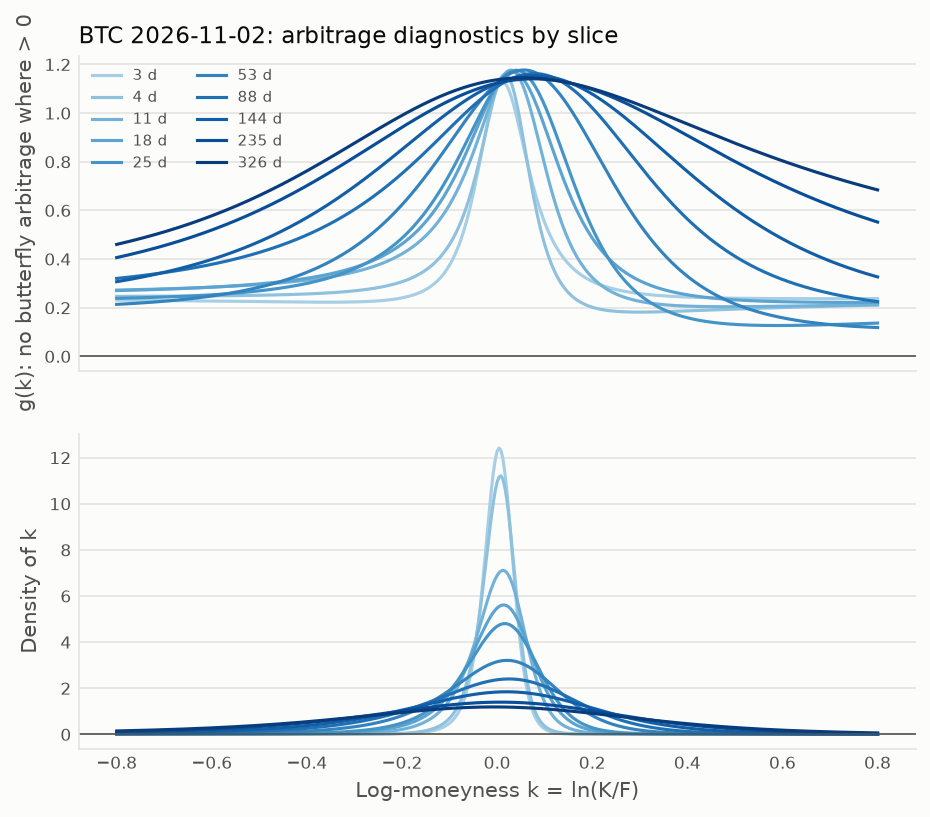 BTC 2026-11-02: arbitrage diagnostics by slice
g(k): no butterfly arbitrage where > 0
1.2
1.0
0.8
0.6
0.4
0.2
0.0
3 d
4 d
11 d
18 d
25 d
53 d
88 d
144 d
235 d
326 d
Density of k
12
10
8
6
4
2
0
−0.8 −0.6 −0.4 −0.2 0.0 0.2 0.4 0.6 0.8
Log-moneyness k = ln(K/F)